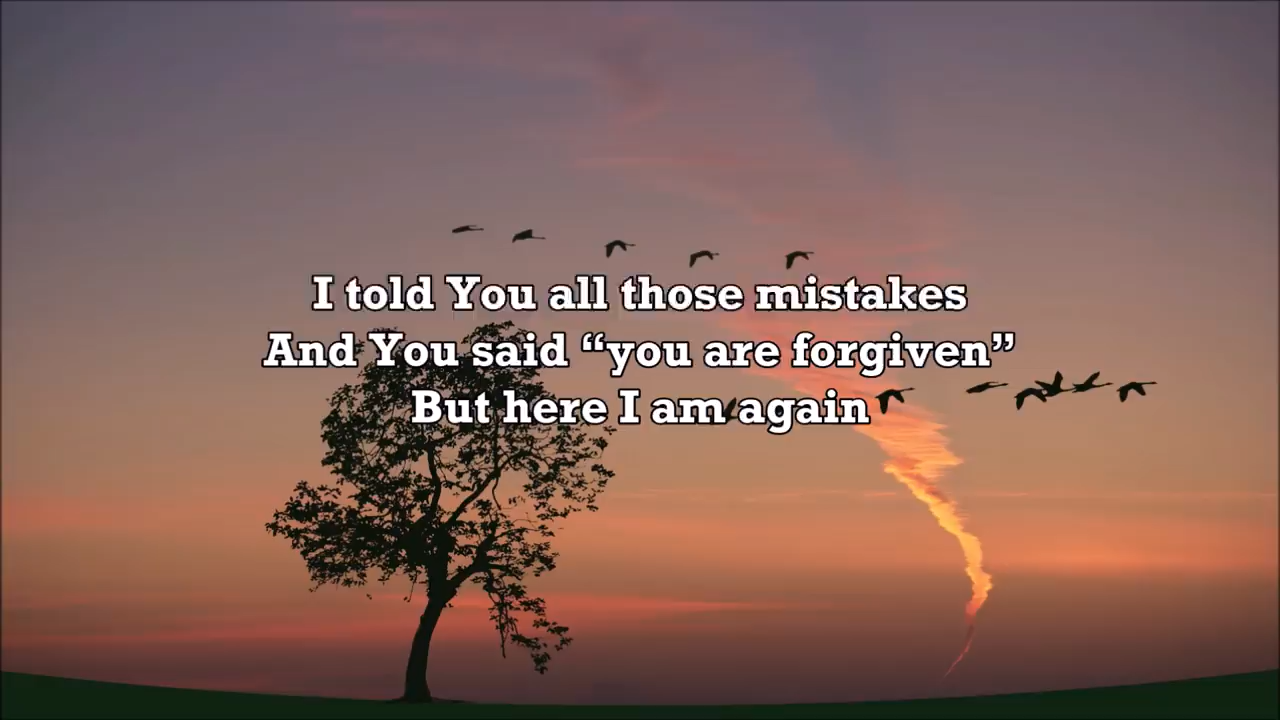 I told You all those mistakes
And You said “you are forgiven”
But here I am again